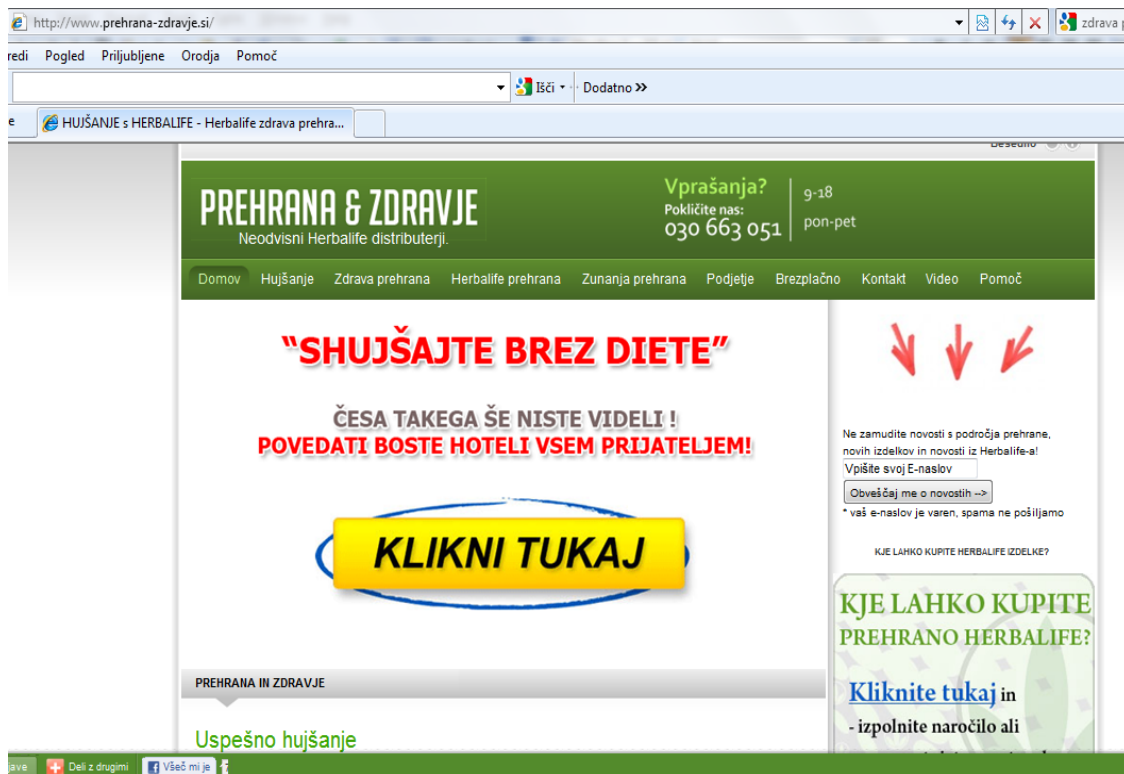 http://www.prehrana-zdravje.si/
zdrava
redi Pogled Priljubljene Orodja Pomoč
Išči Dodatno »
HUJŠANJE s HERBALIFE - Herbalife zdrava prehra...
Besedilo
PREHRANA & ZDRAVJE
Neodvisni Herbalife distributerji.
Vprašanja?
Pokličite nas:
030 663 051
9-18
pon-pet
Domov Hujšanje Zdrava prehrana Herbalife prehrana Zunanja prehrana Podjetje Brezplačno Kontakt Video Pomoč
“SHUJŠAJTE BREZ DIETE”
ČESA TAKEGA ŠE NISTE VIDELI !
POVEDATI BOSTE HOTELI VSEM PRIJATELJEM!
KLIKNI TUKAJ
PREHRANA IN ZDRAVJE
Uspešno hujšanje
Ne zamudite novosti s področja prehrane,
novih izdelkov in novosti iz Herbalife-a!
Vpišite svoj E-naslov
Obveščaj me o novostih -->
* vaš e-naslov je varen, spama ne pošiljamo
KJE LAHKO KUPITE HERBALIFE IZDELKE?
KJE LAHKO KUPITE
PREHRANO HERBALIFE?
Kliknite tukaj in
- izpolnite naročilo ali
jave Deli z drugimi Všeč mi je